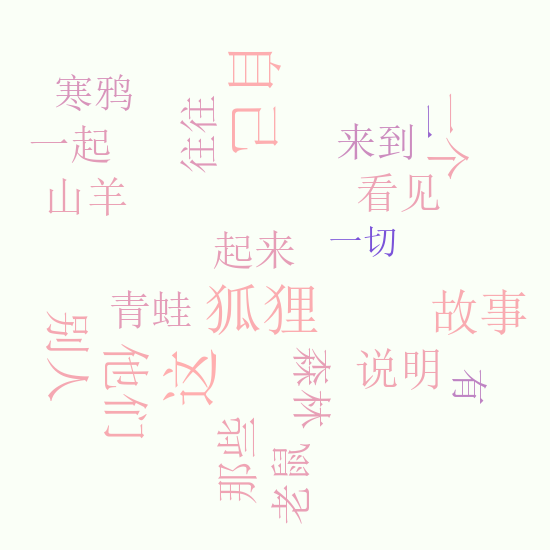 自己
寒鸦
往往
一个
一
一起
来到
山羊
看见
起来
一切
狐狸
青蛙
故事
别人
他们
这
森林
说明
有
那些
老鼠